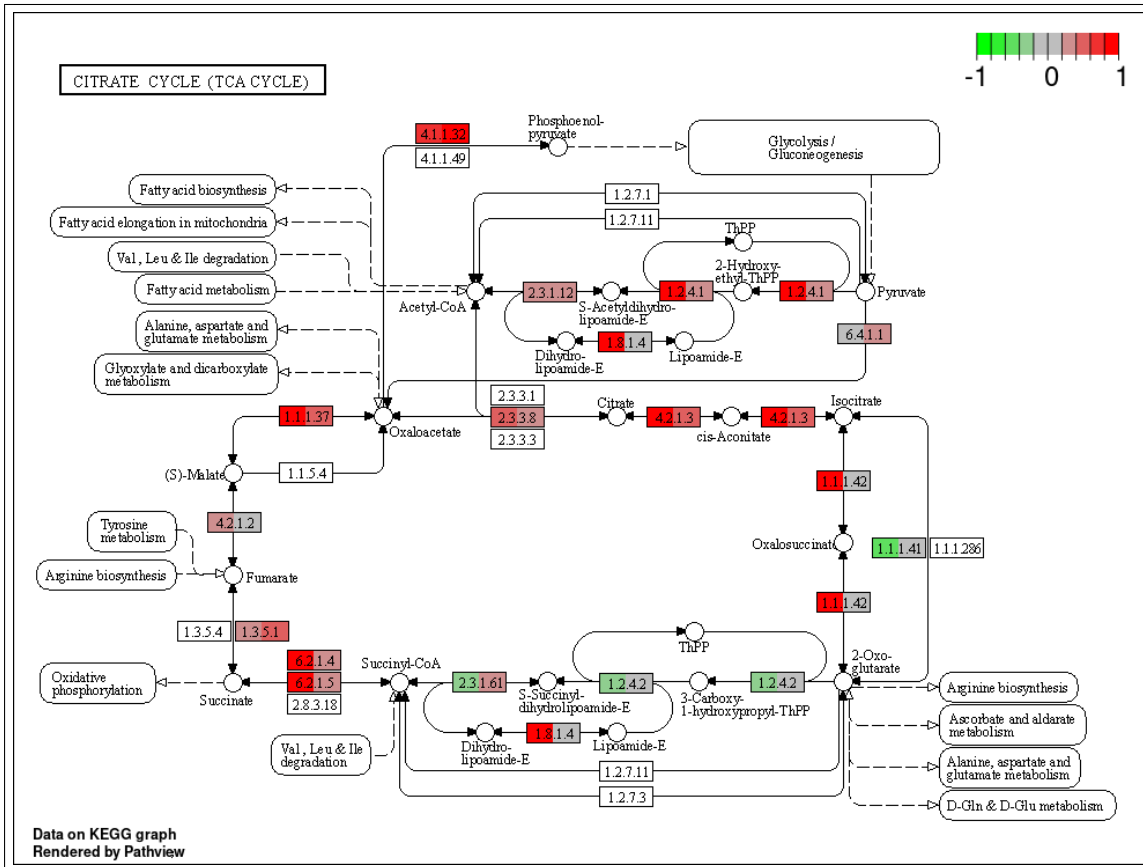 CITRATE CYCLE (TCA CYCLE)
-1 0 1
4.1.1.32
4.1.1.49
Phosphoenol-
pyruvate
Glycolysis /
Gluconeogenesis
Fatty acid biosynthesis
Fatty acid elongation in mitochondria
Val, Leu & Ile degradation
Fatty acid metabolism
Alanine, aspartate and
glutamate metabolism
Glyoxylate and dicarboxylate
metabolism
1.2.7.1
1.2.7.11
ThPP
2-Hydroxy-
ethyl-ThPP
Acetyl-CoA
2.3.1.12
S-Acetyldihydro-
lipoamide-E
1.2.4.1
1.2.4.1
Pyruvate
Dihydro-
lipoamide-E
1.8.1.4
Lipoamide-E
6.4.1.1
1.1.1.37
Oxaloacetate
2.3.3.1
2.3.3.8
2.3.3.3
Citrate
4.2.1.3
cis-Aconitate
4.2.1.3
Isocitrate
(S)-Malate
1.1.5.4
1.1.1.42
Tyrosine
metabolism
4.2.1.2
Oxalosuccinate
1.1.1.41
1.1.1.286
Arginine biosynthesis
Fumarate
1.1.1.42
1.3.5.4
1.3.5.1
ThPP
Oxidative
phosphorylation
Succinate
6.2.1.4
6.2.1.5
2.8.3.18
Succinyl-CoA
2.3.1.61
S-Succinyl-
dihydrolipoamide-E
1.2.4.2
3-Carboxy-
1-hydroxypropyl-ThPP
1.2.4.2
2-Oxo-
glutarate
Val, Leu & Ile
degradation
Dihydro-
lipoamide-E
1.8.1.4
Lipoamide-E
1.2.7.11
1.2.7.3
Arginine biosynthesis
Ascorbate and aldarate
metabolism
Alanine, aspartate and
glutamate metabolism
D-Gln & D-Glu metabolism
Data on KEGG graph
Rendered by Pathview